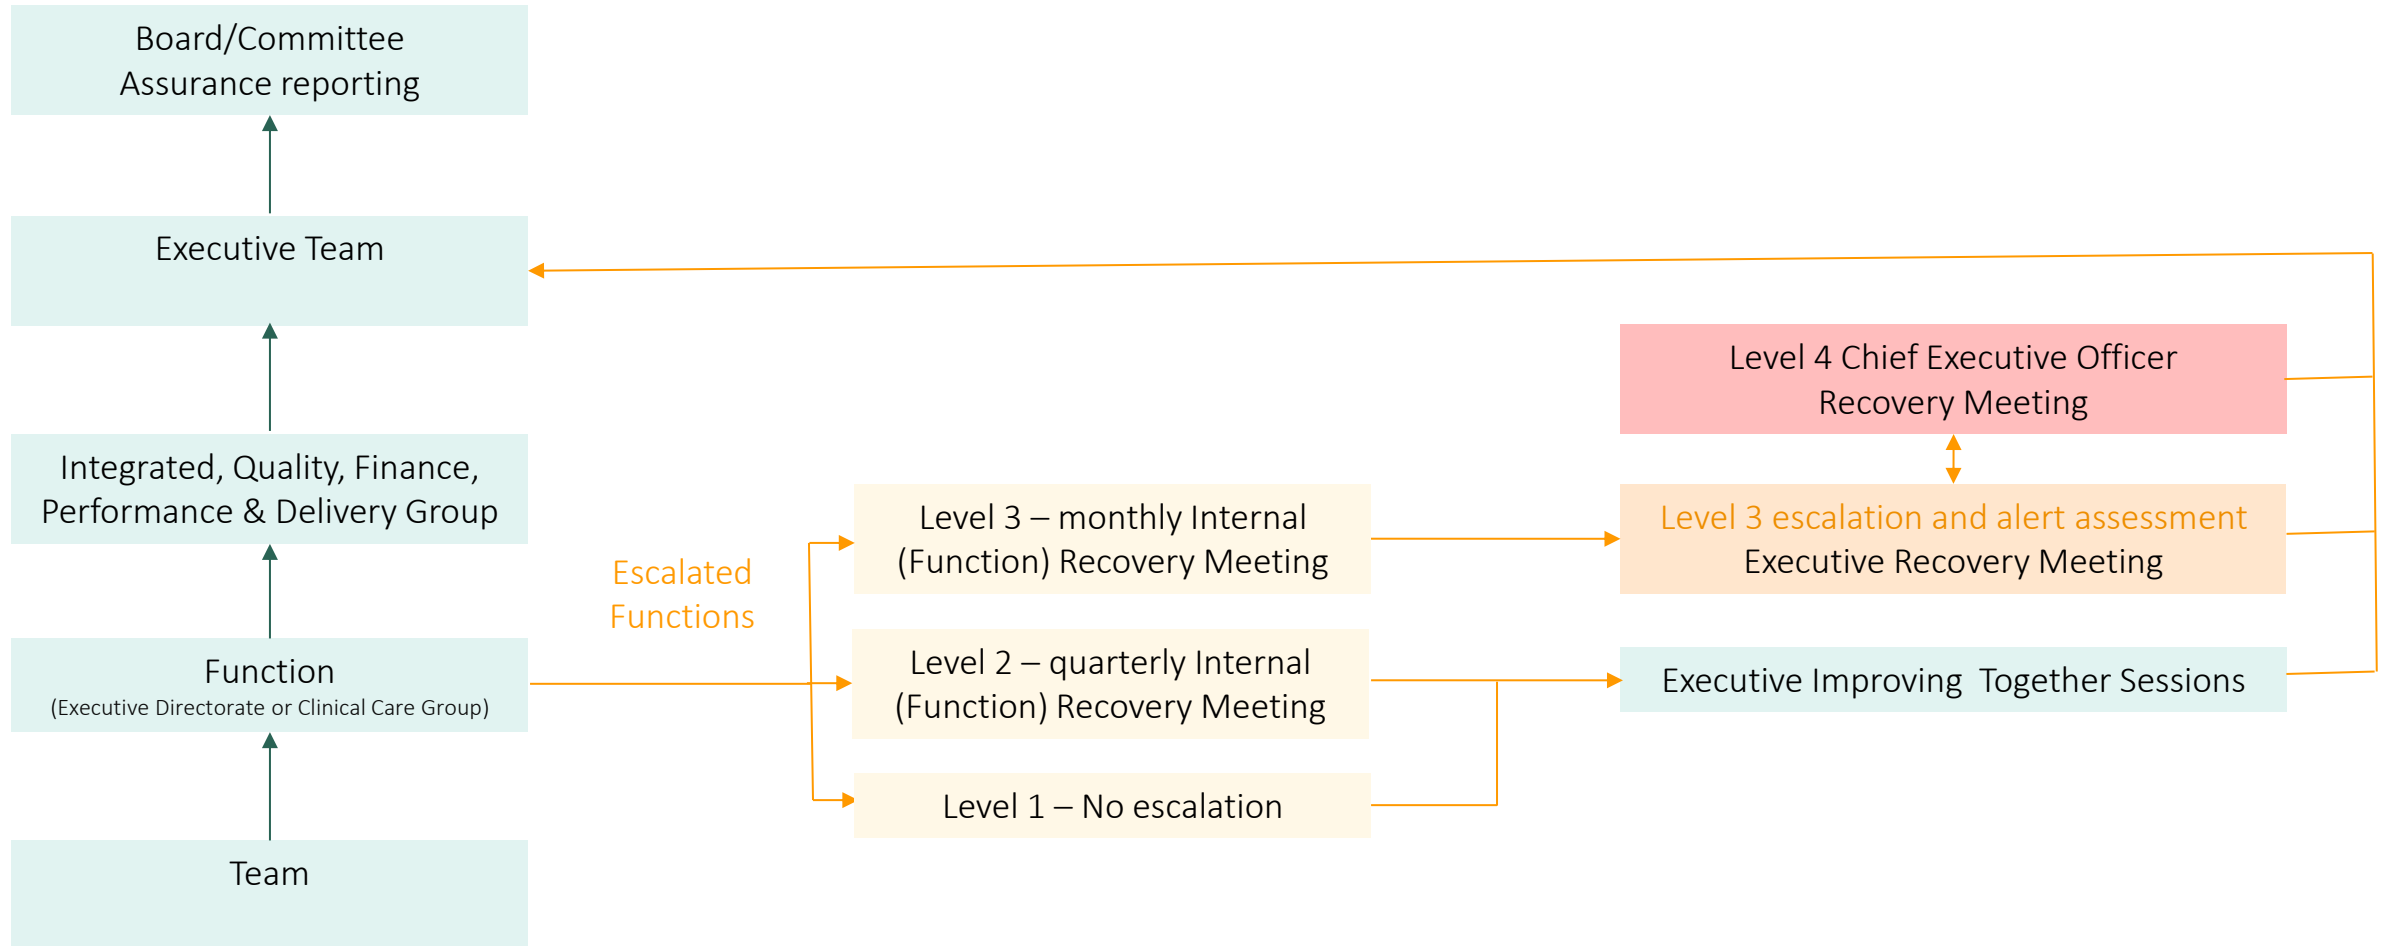 Board/Committee
Assurance reporting
Executive Team
Integrated, Quality, Finance,
Performance & Delivery Group
Function
(Executive Directorate or Clinical Care Group)
Team
Escalated
Functions
Level 3 – monthly Internal
(Function) Recovery Meeting
Level 2 – quarterly Internal
(Function) Recovery Meeting
Level 1 – No escalation
Level 4 Chief Executive Officer
Recovery Meeting
Level 3 escalation and alert assessment
Executive Recovery Meeting
Executive Improving  Together Sessions